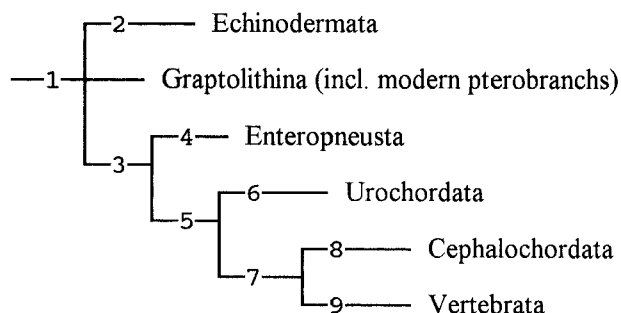 2 Echinodermata
1 Graptolithina (incl. modern pterobranchs)
4 Enteropneusta
3
6 Urochordata
5
8 Cephalochordata
7
9 Vertebrata